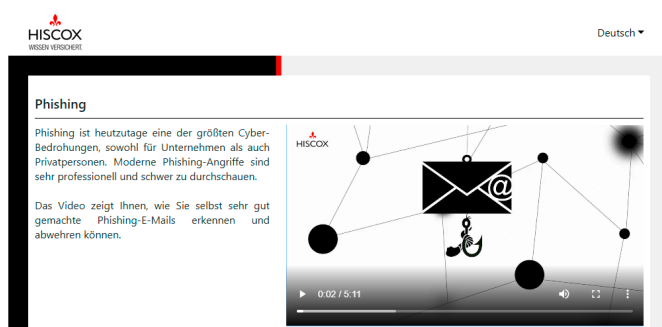 HISCOX
WISSEN VERSICHERT.
Deutsch
Phishing
Phishing ist heutzutage eine der größten Cyber-
Bedrohungen, sowohl für Unternehmen als auch
Privatpersonen. Moderne Phishing-Angriffe sind
sehr professionell und schwer zu durchschauen.
Das Video zeigt Ihnen, wie Sie selbst sehr gut
gemachte Phishing-E-Mails erkennen und
abwehren können.
HISCOX
@
0:02 / 5:11